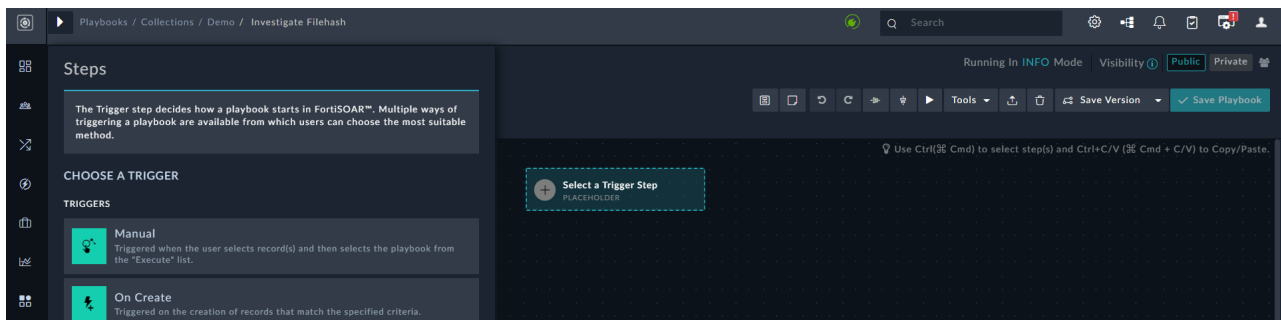 Playbooks / Collections / Demo / Investigate Filehash
Search
Steps
Running In INFO Mode
Visibility
Public
Private
The Trigger step decides how a playbook starts in FortiSOAR™. Multiple ways of
triggering a playbook are available from which users can choose the most suitable
method.
Tools
Save Version
Save Playbook
Use Ctrl(⌘ Cmd) to select step(s) and Ctrl+C/V (⌘ Cmd + C/V) to Copy/Paste.
CHOOSE A TRIGGER
TRIGGERS
Select a Trigger Step
PLACEHOLDER
Manual
Triggered when the user selects record(s) and then selects the playbook from
the "Execute" list.
On Create
Triggered on the creation of records that match the specified criteria.